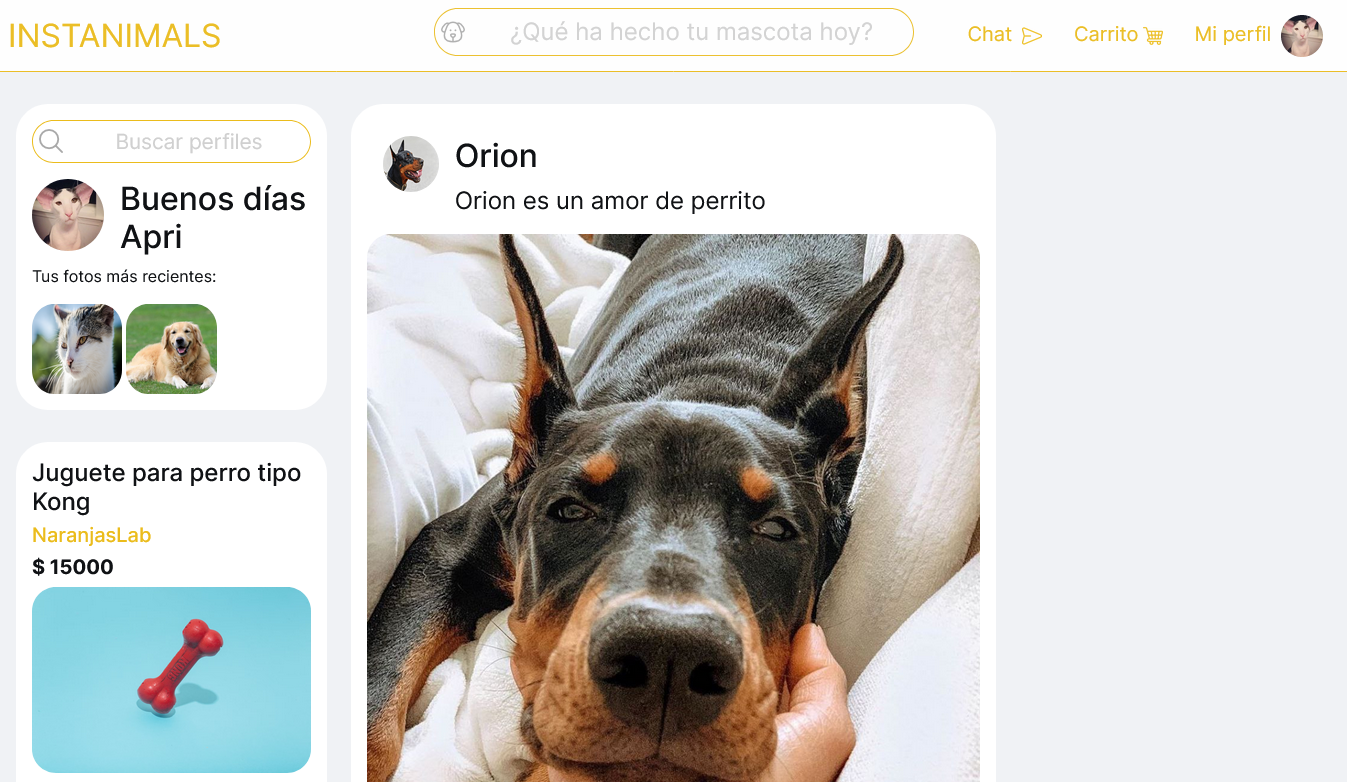 INSTANIMALS
¿Qué ha hecho tu mascota hoy?
Chat
Carrito
Mi perfil
Buscar perfiles
Buenos días
Apri
Tus fotos más recientes:
Juguete para perro tipo
Kong
NaranjasLab
$ 15000
Orion
Orion es un amor de perrito